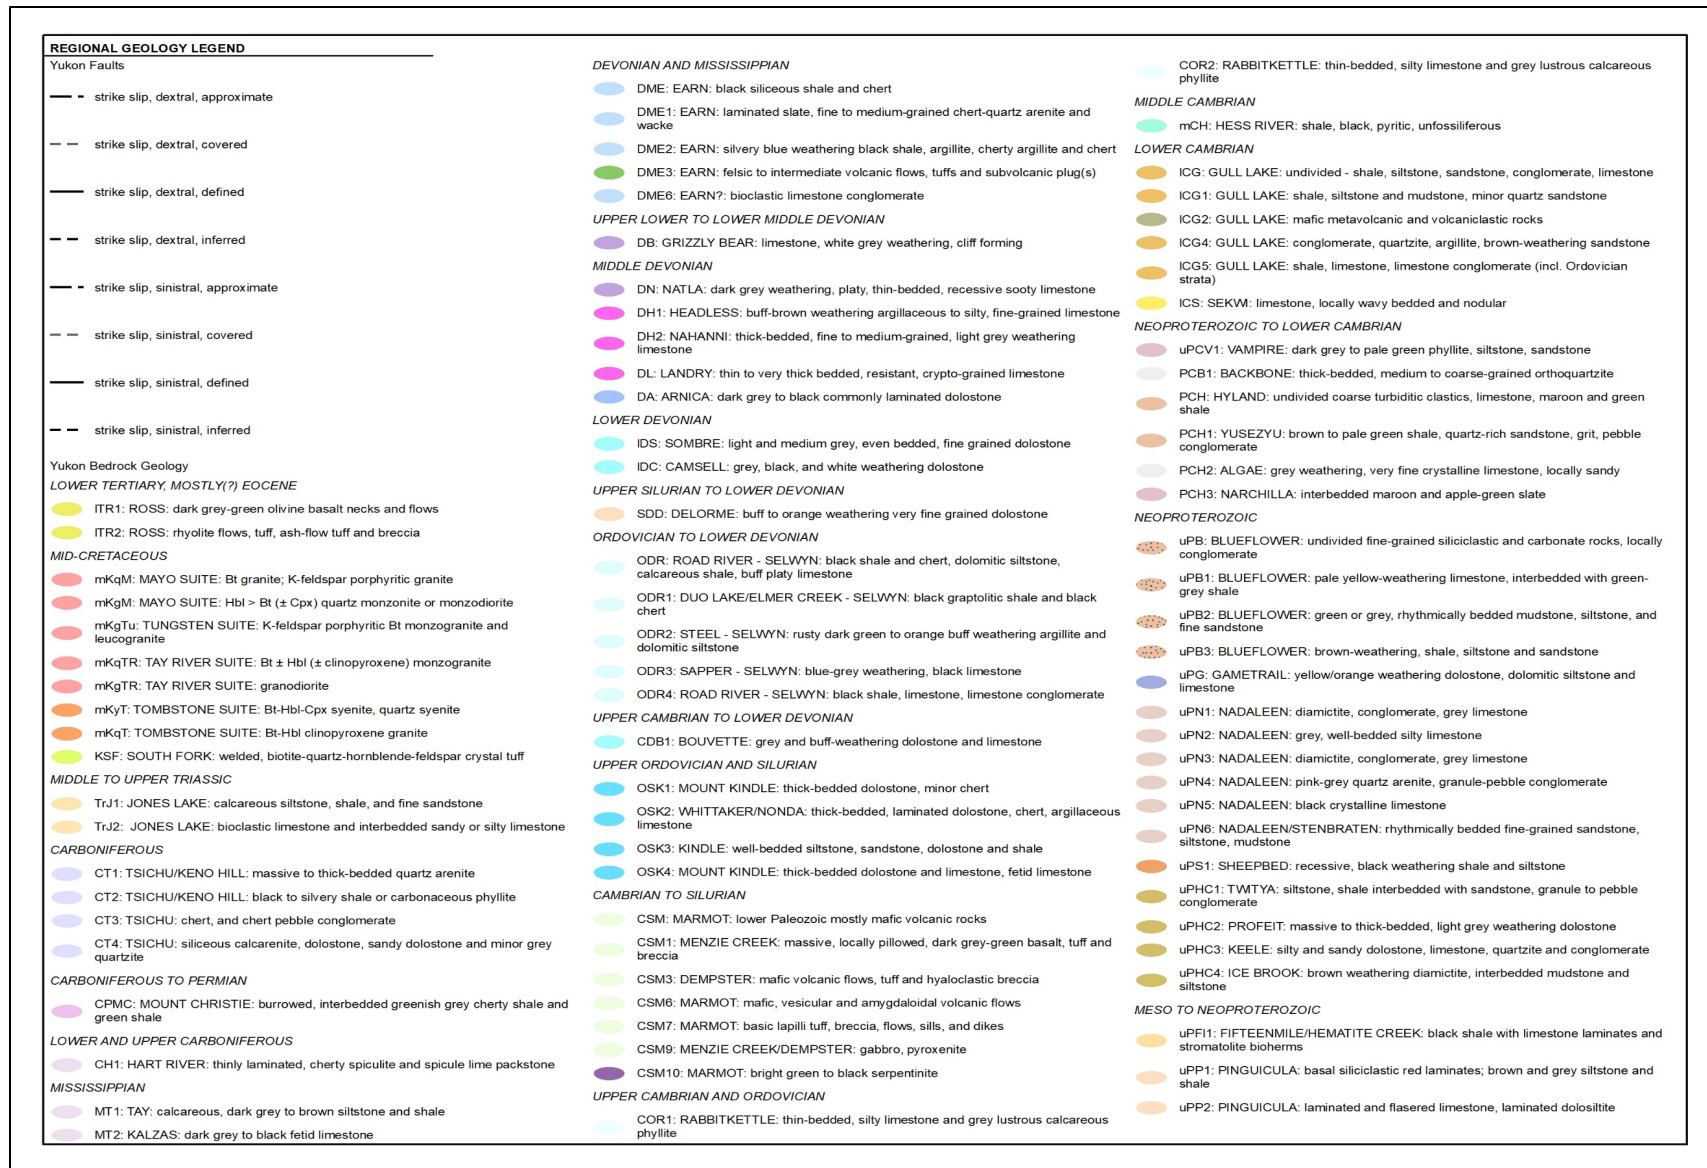 REGIONAL GEOLOGY LEGEND
Yukon Faults
strike slip, dextral, approximate
strike slip, dextral, covered
strike slip, dextral, defined
strike slip, dextral, inferred
strike slip, sinistral, approximate
strike slip, sinistral, covered
strike slip, sinistral, defined
strike slip, sinistral, inferred
Yukon Bedrock Geology
LOWER TERTIARY, MOSTLY(?) EOCENE
lTR1: ROSS: dark grey-green olivine basalt necks and flows
lTR2: ROSS: rhyolite flows, tuff, ash-flow tuff and breccia
MID-CRETACEOUS
mKqM: MAYO SUITE: Bt granite; K-feldspar porphyritic granite
mKgM: MAYO SUITE: Hbl > Bt (± Cpx) quartz monzonite or monzodiorite
mKgTu: TUNGSTEN SUITE: K-feldspar porphyritic Bt monzogranite and
leucogranite
mKqTR: TAY RIVER SUITE: Bt ± Hbl (± clinopyroxene) monzogranite
mKgTR: TAY RIVER SUITE: granodiorite
mKyT: TOMBSTONE SUITE: Bt-Hbl-Cpx syenite, quartz syenite
mKqT: TOMBSTONE SUITE: Bt-Hbl clinopyroxene granite
KSF: SOUTH FORK: welded, biotite-quartz-hornblende-feldspar crystal tuff
MIDDLE TO UPPER TRIASSIC
TrJ1: JONES LAKE: calcareous siltstone, shale, and fine sandstone
TrJ2: JONES LAKE: bioclastic limestone and interbedded sandy or silty limestone
CARBONIFEROUS
CT1: TSICHU/KENO HILL: massive to thick-bedded quartz arenite
CT2: TSICHU/KENO HILL: black to silvery shale or carbonaceous phyllite
CT3: TSICHU: chert, and chert pebble conglomerate
CT4: TSICHU: siliceous calcarenite, dolostone, sandy dolostone and minor grey
quartzite
CARBONIFEROUS TO PERMIAN
CPMC: MOUNT CHRISTIE: burrowed, interbedded greenish grey cherty shale and
green shale
LOWER AND UPPER CARBONIFEROUS
CH1: HART RIVER: thinly laminated, cherty spiculite and spicule lime packstone
MISSISSIPPIAN
MT1: TAY: calcareous, dark grey to brown siltstone and shale
MT2: KALZAS: dark grey to black fetid limestone
DEVONIAN AND MISSISSIPPIAN
DME: EARN: black siliceous shale and chert
DME1: EARN: laminated slate, fine to medium-grained chert-quartz arenite and
wacke
DME2: EARN: silvery blue weathering black shale, argillite, cherty argillite and chert
DME3: EARN: felsic to intermediate volcanic flows, tuffs and subvolcanic plug(s)
DME6: EARN?: bioclastic limestone conglomerate
UPPER LOWER TO LOWER MIDDLE DEVONIAN
DB: GRIZZLY BEAR: limestone, white grey weathering, cliff forming
MIDDLE DEVONIAN
DN: NATLA: dark grey weathering, platy, thin-bedded, recessive sooty limestone
DH1: HEADLESS: buff-brown weathering argillaceous to silty, fine-grained limestone
DH2: NAHANNI: thick-bedded, fine to medium-grained, light grey weathering
limestone
DL: LANDRY: thin to very thick bedded, resistant, crypto-grained limestone
DA: ARNICA: dark grey to black commonly laminated dolostone
LOWER DEVONIAN
lDS: SOMBRE: light and medium grey, even bedded, fine grained dolostone
lDC: CAMSELL: grey, black, and white weathering dolostone
UPPER SILURIAN TO LOWER DEVONIAN
SDD: DELORME: buff to orange weathering very fine grained dolostone
ORDOVICIAN TO LOWER DEVONIAN
ODR: ROAD RIVER - SELWYN: black shale and chert, dolomitic siltstone,
calcareous shale, buff platy limestone
ODR1: DUO LAKE/ELMER CREEK - SELWYN: black graptolitic shale and black
chert
ODR2: STEEL - SELWYN: rusty dark green to orange buff weathering argillite and
dolomitic siltstone
ODR3: SAPPER - SELWYN: blue-grey weathering, black limestone
ODR4: ROAD RIVER - SELWYN: black shale, limestone, limestone conglomerate
UPPER CAMBRIAN TO LOWER DEVONIAN
CDB1: BOUVETTE: grey and buff-weathering dolostone and limestone
UPPER ORDOVICIAN AND SILURIAN
OSK1: MOUNT KINDLE: thick-bedded dolostone, minor chert
OSK2: WHITTAKER/NONDA: thick-bedded, laminated dolostone, chert, argillaceous
limestone
OSK3: KINDLE: well-bedded siltstone, sandstone, dolostone and shale
OSK4: MOUNT KINDLE: thick-bedded dolostone and limestone, fetid limestone
CAMBRIAN TO SILURIAN
CSM: MARMOT: lower Paleozoic mostly mafic volcanic rocks
CSM1: MENZIE CREEK: massive, locally pillowed, dark grey-green basalt, tuff and
breccia
CSM3: DEMPSTER: mafic volcanic flows, tuff and hyaloclastic breccia
CSM6: MARMOT: mafic, vesicular and amygdaloidal volcanic flows
CSM7: MARMOT: basic lapilli tuff, breccia, flows, sills, and dikes
CSM9: MENZIE CREEK/DEMPSTER: gabbro, pyroxenite
CSM10: MARMOT: bright green to black serpentinite
UPPER CAMBRIAN AND ORDOVICIAN
COR1: RABBITKETTLE: thin-bedded, silty limestone and grey lustrous calcareous
phyllite
COR2: RABBITKETTLE: thin-bedded, silty limestone and grey lustrous calcareous
phyllite
MIDDLE CAMBRIAN
mCH: HESS RIVER: shale, black, pyritic, unfossiliferous
LOWER CAMBRIAN
lCG: GULL LAKE: undivided - shale, siltstone, sandstone, conglomerate, limestone
lCG1: GULL LAKE: shale, siltstone and mudstone, minor quartz sandstone
lCG2: GULL LAKE: mafic metavolcanic and volcaniclastic rocks
lCG4: GULL LAKE: conglomerate, quartzite, argillite, brown-weathering sandstone
lCG5: GULL LAKE: shale, limestone, limestone conglomerate (incl. Ordovician
strata)
lCS: SEKWI: limestone, locally wavy bedded and nodular
NEOPROTEROZOIC TO LOWER CAMBRIAN
uPCV1: VAMPIRE: dark grey to pale green phyllite, siltstone, sandstone
PCB1: BACKBONE: thick-bedded, medium to coarse-grained orthoquartzite
PCH: HYLAND: undivided coarse turbiditic clastics, limestone, maroon and green
shale
PCH1: YUSEZYU: brown to pale green shale, quartz-rich sandstone, grit, pebble
conglomerate
PCH2: ALGAE: grey weathering, very fine crystalline limestone, locally sandy
PCH3: NARCHILLA: interbedded maroon and apple-green slate
NEOPROTEROZOIC
uPB: BLUEFLOWER: undivided fine-grained siliciclastic and carbonate rocks, locally
conglomerate
uPB1: BLUEFLOWER: pale yellow-weathering limestone, interbedded with green-
grey shale
uPB2: BLUEFLOWER: green or grey, rhythmically bedded mudstone, siltstone, and
fine sandstone
uPB3: BLUEFLOWER: brown-weathering, shale, siltstone and sandstone
uPG: GAMETRAIL: yellow/orange weathering dolostone, dolomitic siltstone and
limestone
uPN1: NADALEEN: diamictite, conglomerate, grey limestone
uPN2: NADALEEN: grey, well-bedded silty limestone
uPN3: NADALEEN: diamictite, conglomerate, grey limestone
uPN4: NADALEEN: pink-grey quartz arenite, granule-pebble conglomerate
uPN5: NADALEEN: black crystalline limestone
uPN6: NADALEEN/STENBRATEN: rhythmically bedded fine-grained sandstone,
siltstone, mudstone
uPS1: SHEEPBED: recessive, black weathering shale and siltstone
uPHC1: TWITYA: siltstone, shale interbedded with sandstone, granule to pebble
conglomerate
uPHC2: PROFEIT: massive to thick-bedded, light grey weathering dolostone
uPHC3: KEELE: silty and sandy dolostone, limestone, quartzite and conglomerate
uPHC4: ICE BROOK: brown weathering diamictite, interbedded mudstone and
siltstone
MESO TO NEOPROTEROZOIC
uPFl1: FIFTEENMILE/HEMATITE CREEK: black shale with limestone laminates and
stromatolite bioherms
uPP1: PINGUICULA: basal siliciclastic red laminates; brown and grey siltstone and
shale
uPP2: PINGUICULA: laminated and flasered limestone, laminated dolosiltite